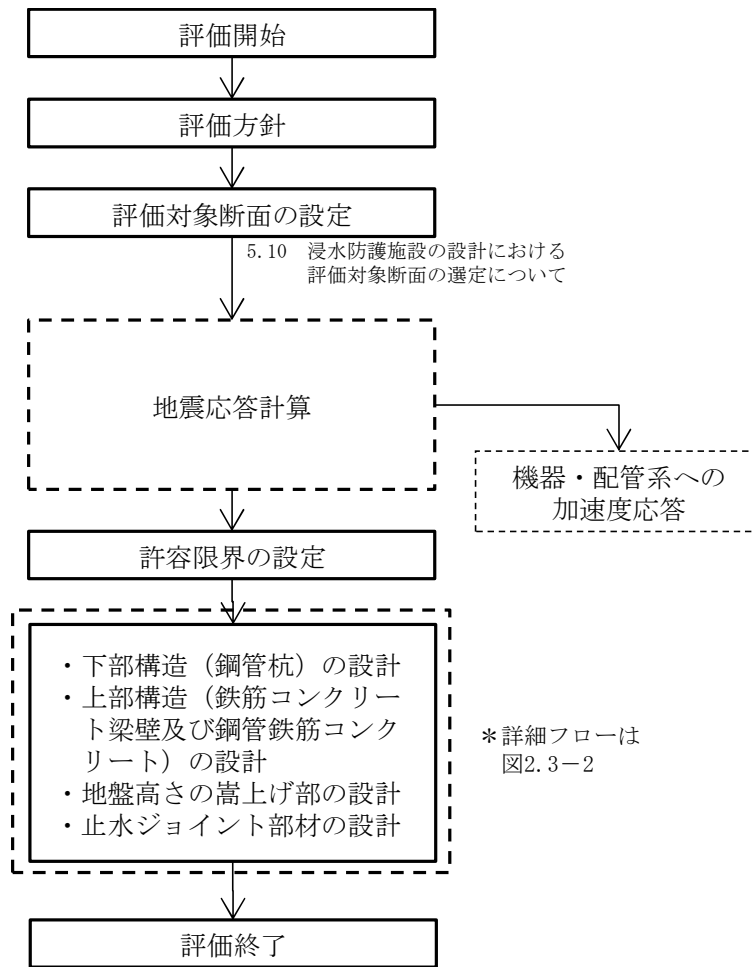 評価開始
評価方針
評価対象断面の設定
5.10 浸水防護施設の設計における
評価対象断面の選定について
地震応答計算
機器・配管系への
加速度応答
許容限界の設定
・下部構造（鋼管杭）の設計
・上部構造（鉄筋コンクリー
ト梁壁及び鋼管鉄筋コンク
リート）の設計
・地盤高さの嵩上げ部の設計
・止水ジョイント部材の設計
＊詳細フローは
図2.3－2
評価終了